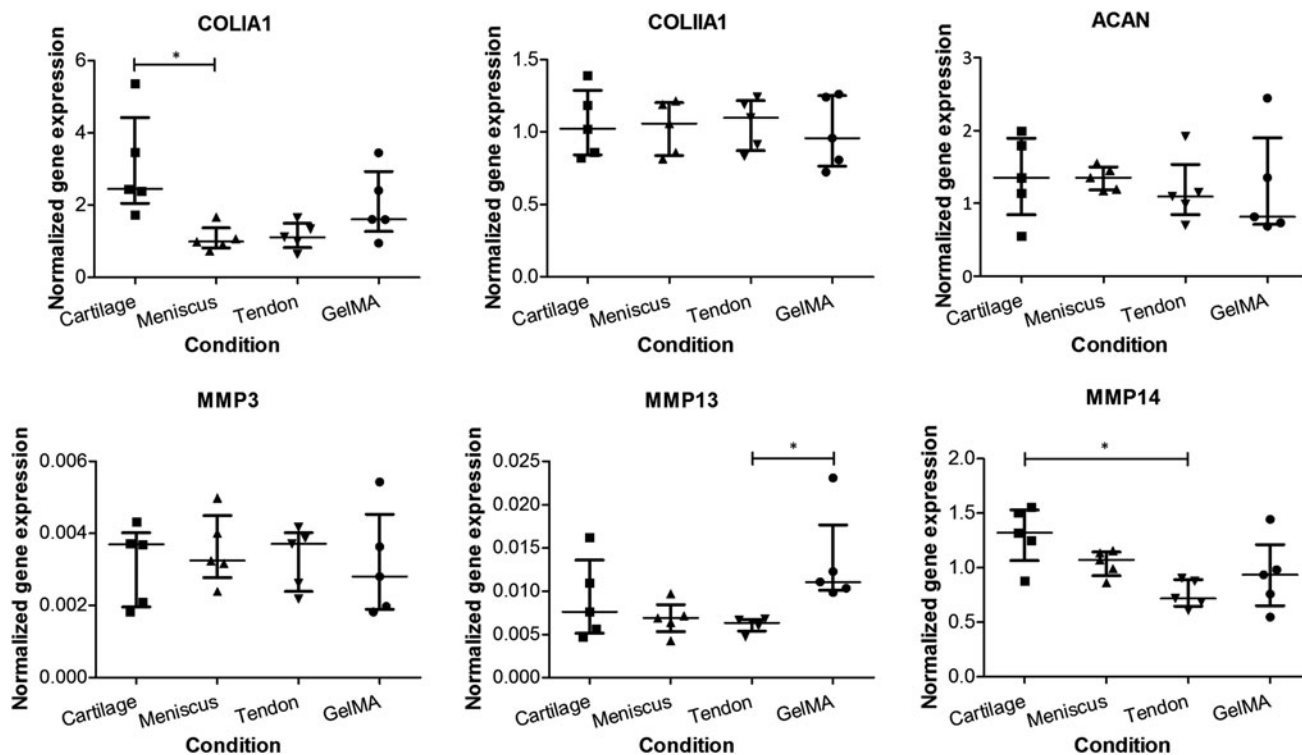 COLIA1
Normalized gene expression
6
4
2
0
*
Cartilage
Meniscus
Tendon
GelMA
Condition
COLIIA1
Normalized gene expression
1.5
1.0
0.5
0.0
Cartilage
Meniscus
Tendon
GelMA
Condition
ACAN
Normalized gene expression
3
2
1
0
Cartilage
Meniscus
Tendon
GelMA
Condition
MMP3
Normalized gene expression
0.006
0.004
0.002
0.000
Cartilage
Meniscus
Tendon
GelMA
Condition
MMP13
Normalized gene expression
0.025
0.020
0.015
0.010
0.005
0.000
*
Cartilage
Meniscus
Tendon
GelMA
Condition
MMP14
Normalized gene expression
2.0
1.5
1.0
0.5
0.0
*
Cartilage
Meniscus
Tendon
GelMA
Condition